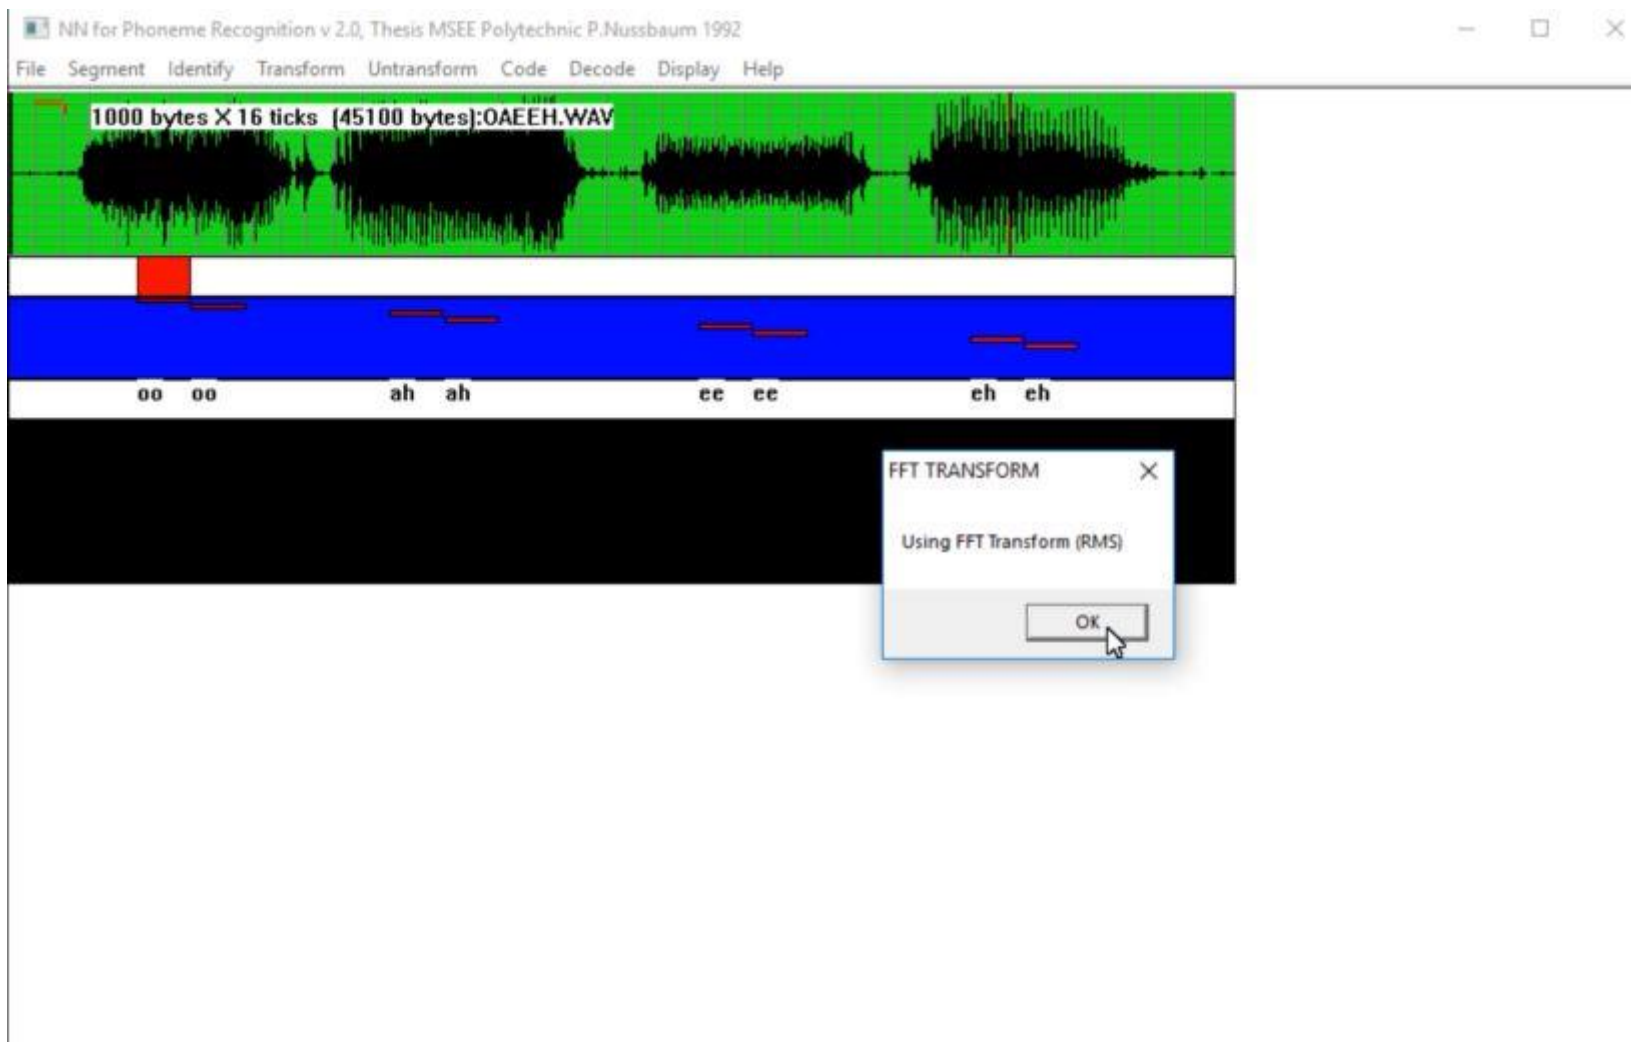 NN for Phoneme Recognition v 2.0, Thesis MSEE Polytechnic P.Nussbaum 1992
File Segment Identify Transform Untransform Code Decode Display Help
1000 bytes X 16 ticks (45100 bytes):OAEEH.WAV
oo oo ah ah ee ee eh eh
FFT TRANSFORM
Using FFT Transform (RMS)
OK